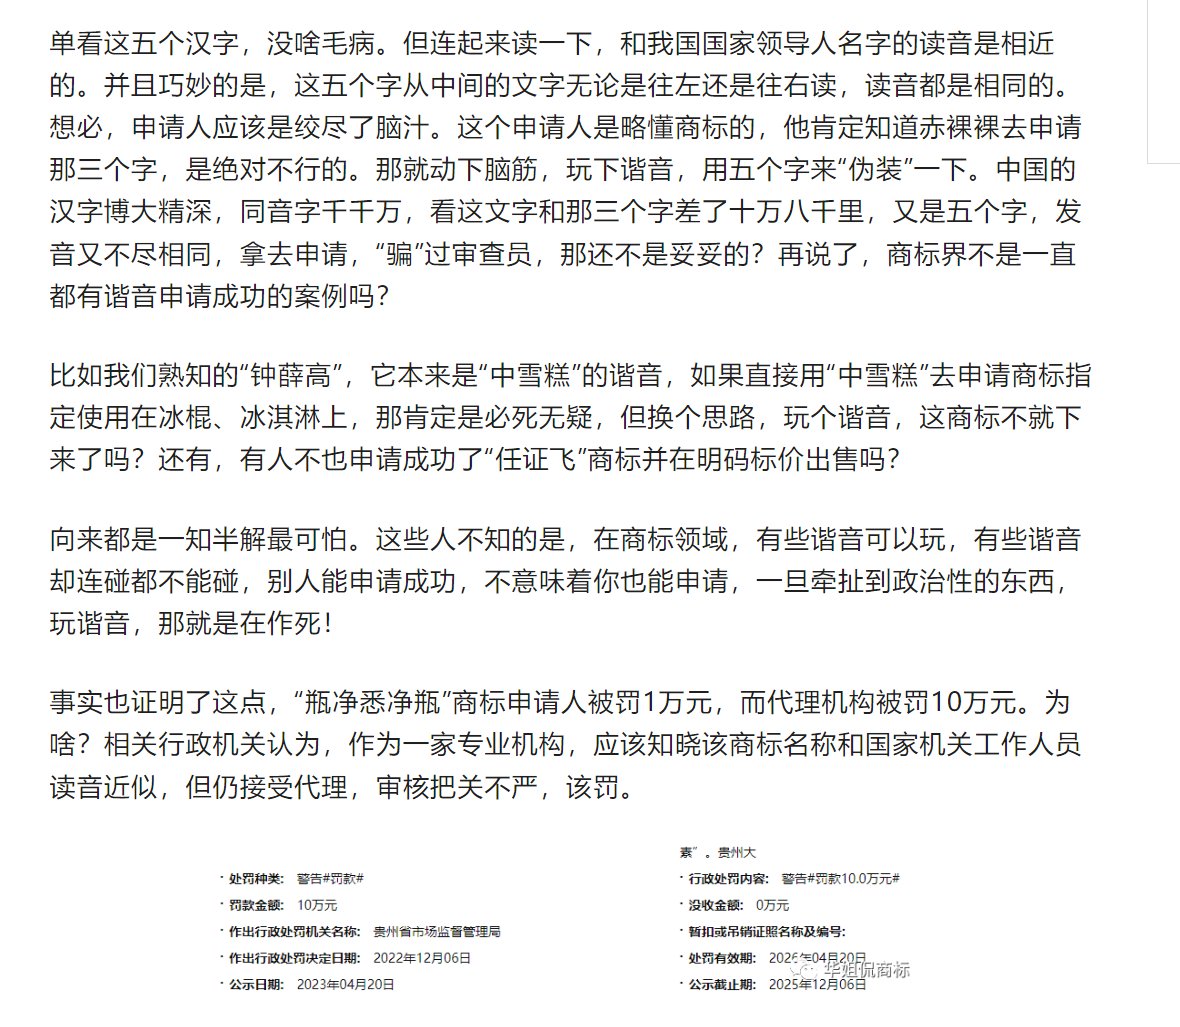 单看这五个汉字，没啥毛病。但连起来读一下，和我国国家领导人名字的读音是相近
的。并且巧妙的是，这五个字从中间的文字无论是往左还是往右读，读音都是相同的。
想必，申请人应该是绞尽了脑汁。这个申请人是略懂商标的，他肯定知道赤裸裸去申请
那三个字，是绝对不行的。那就动下脑筋，玩下谐音，用五个字来“伪装”一下。中国的
汉字博大精深，同音字千千万，看这文字和那三个字差了十万八千里，又是五个字，发
音又不尽相同，拿去申请，“骗”过审查员，那还不是妥妥的？再说了，商标界不是一直
都有谐音申请成功的案例吗？
比如我们熟知的“钟薛高”，它本来是“中雪糕”的谐音，如果直接用“中雪糕”去申请商标指
定使用在冰棍、冰淇淋上，那肯定是必死无疑，但换个思路，玩个谐音，这商标不就下
来了吗？还有，有人不也申请成功了“任证飞”商标并在明码标价出售吗？
向来都是一知半解最可怕。这些人不知的是，在商标领域，有些谐音可以玩，有些谐音
却连碰都不能碰，别人能申请成功，不意味着你也能申请，一旦牵扯到政治性的东西，
玩谐音，那就是在作死！
事实也证明了这点，“瓶净悉净瓶”商标申请人被罚1万元，而代理机构被罚10万元。为
啥？相关行政机关认为，作为一家专业机构，应该知晓该商标名称和国家机关工作人员
读音近似，但仍接受代理，审核把关不严，该罚。
· 处罚种类： 警告#罚款#
· 罚款金额： 10万元
· 作出行政处罚机关名称： 贵州省市场监督管理局
· 作出行政处罚决定日期： 2022年12月06日
· 公示日期： 2023年04月20日
素”。贵州大
· 行政处罚内容： 警告#罚款10.0万元#
· 没收金额： 0万元
· 暂扣或吊销证照名称及编号：
· 处罚有效期： 2026年04月20日
· 公示截止期： 2025年12月06日
华姐侃商标